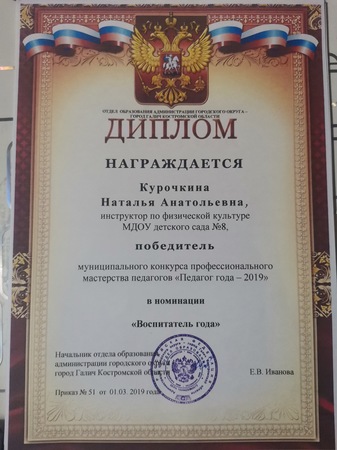 ОТДЕЛ ОБРАЗОВАНИЯ АДМИНИСТРАЦИИ ГОРОДСКОГО ОКРУГА –
ГОРОД ГАЛИЧ КОСТРОМСКОЙ ОБЛАСТИ
ДИПЛОМ
НАГРАЖДАЕТСЯ
Курочкина
Наталья Анатольевна,
инструктор по физической культуре
МДОУ детского сада №8,
победитель
муниципального конкурса профессионального
мастерства педагогов «Педагог года – 2019»
в номинации
«Воспитатель года»
Начальник отдела образования
администрации городского округа
город Галич Костромской области
Е.В. Иванова
Приказ № 51 от 01.03. 2019 года